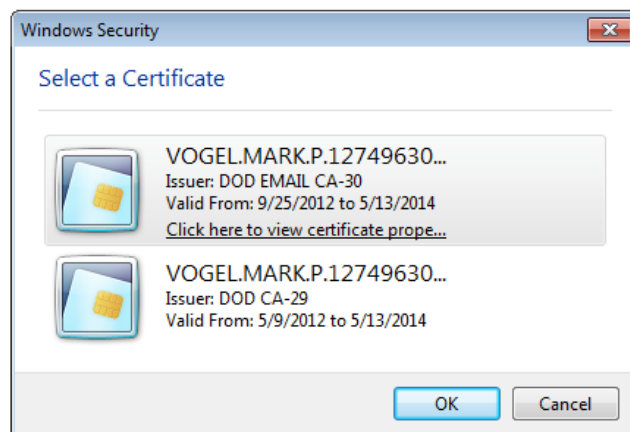 Windows Security
Select a Certificate
VOGEL.MARK.P.12749630...
Issuer: DOD EMAIL CA-30
Valid From: 9/25/2012 to 5/13/2014
Click here to view certificate prope...
VOGEL.MARK.P.12749630...
Issuer: DOD CA-29
Valid From: 5/9/2012 to 5/13/2014
OK Cancel